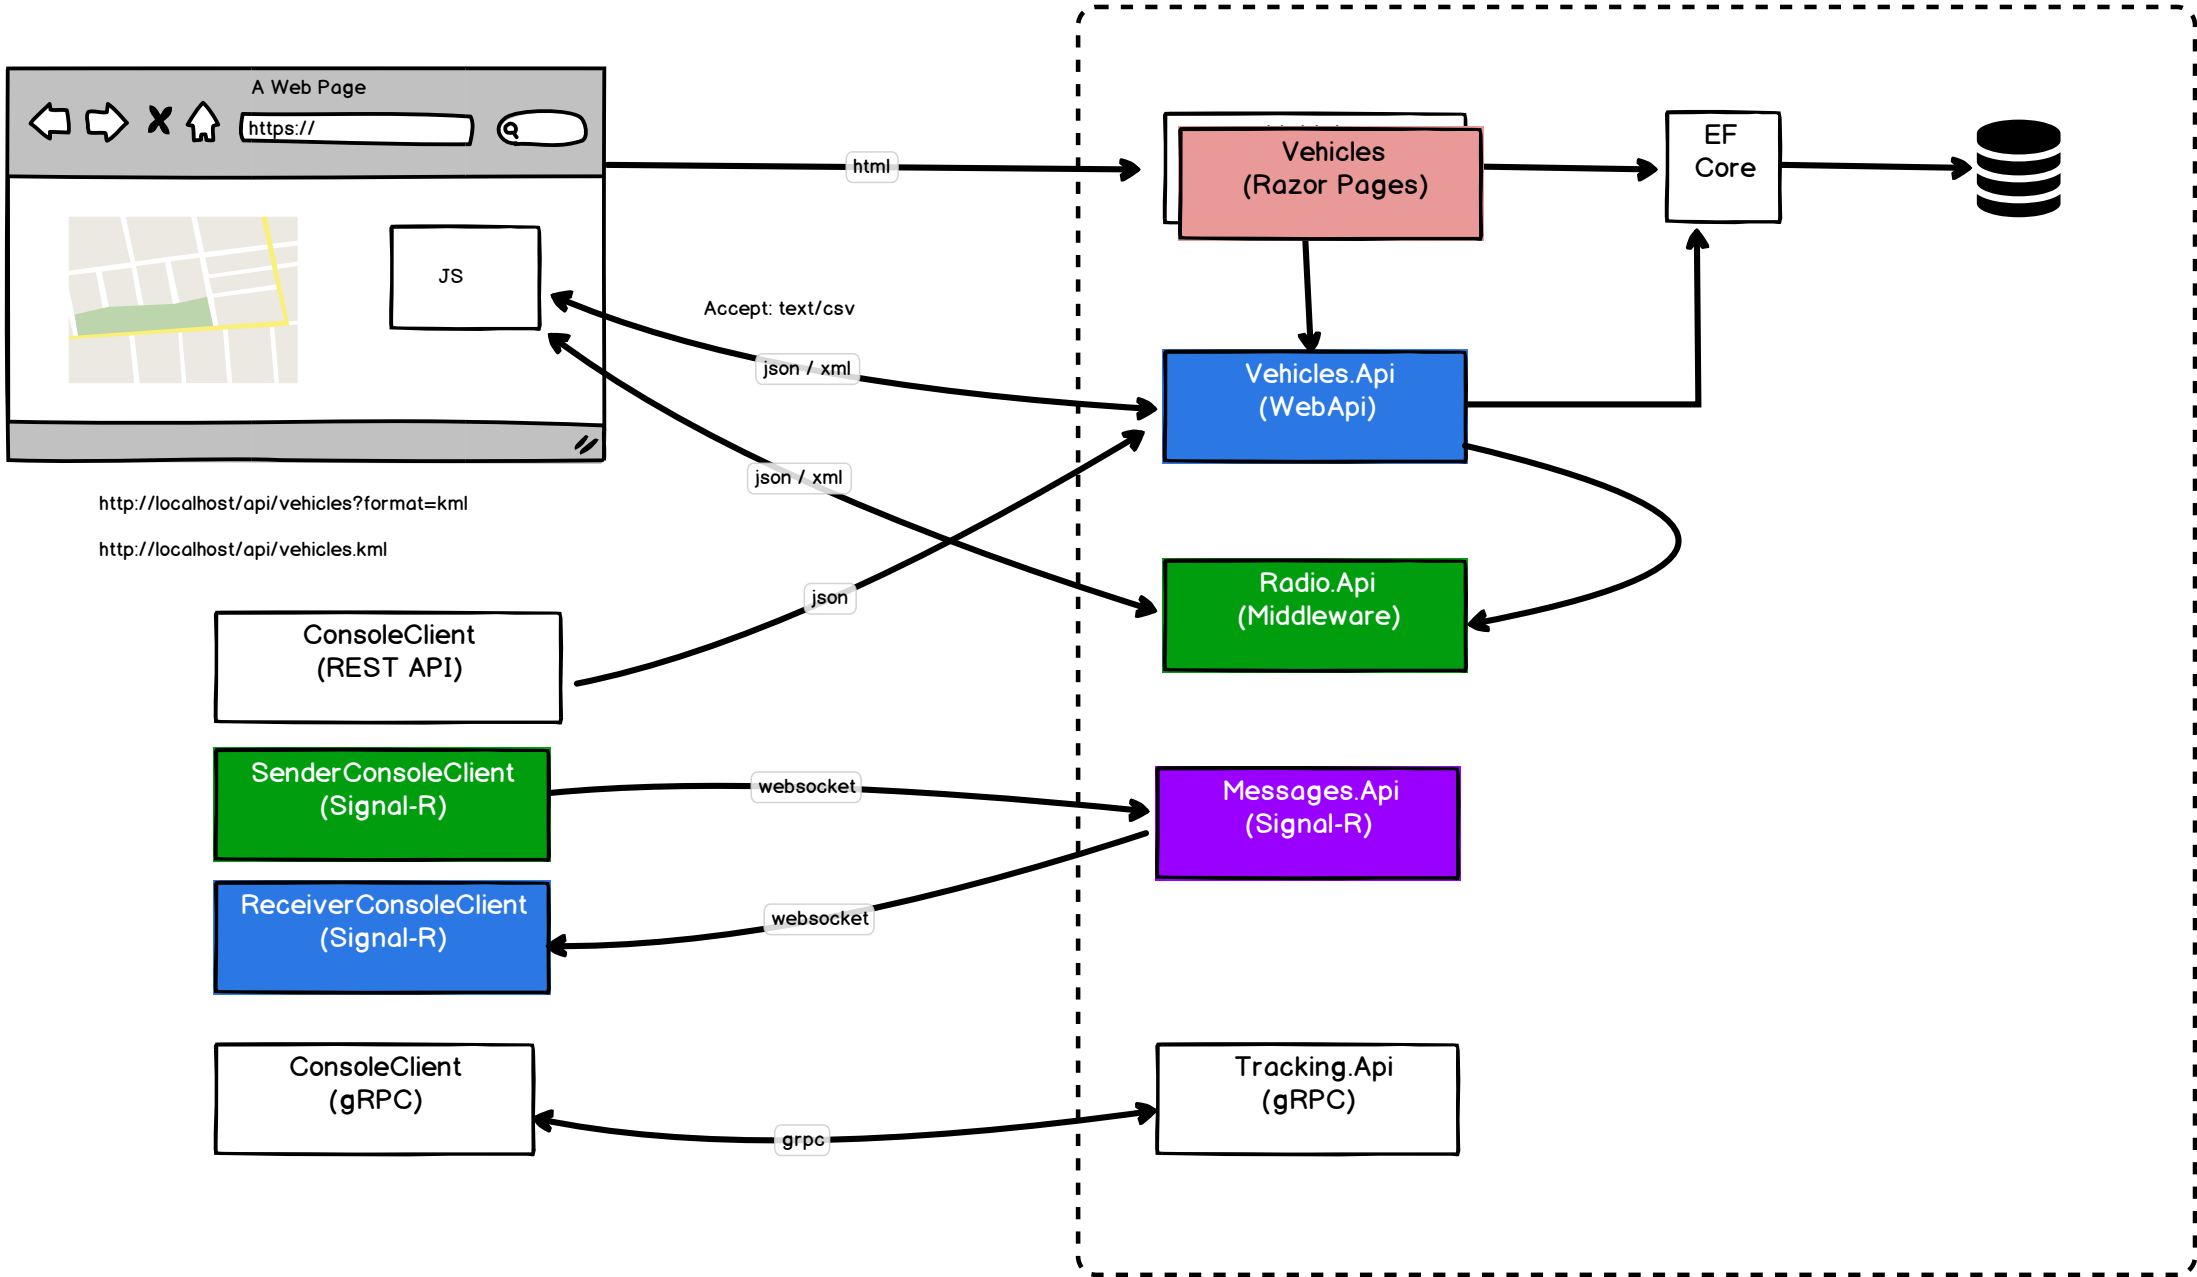 A Web Page
https://
JS
html
Accept: text/csv
json / xml
json / xml
http://localhost/api/vehicles?format=kml
http://localhost/api/vehicles.kml
json
ConsoleClient
(REST API)
SenderConsoleClient
(Signal-R)
websocket
ReceiverConsoleClient
(Signal-R)
websocket
ConsoleClient
(gRPC)
grpc
Vehicles
(Razor Pages)
EF
Core
Vehicles.Api
(WebApi)
Radio.Api
(Middleware)
Messages.Api
(Signal-R)
Tracking.Api
(gRPC)